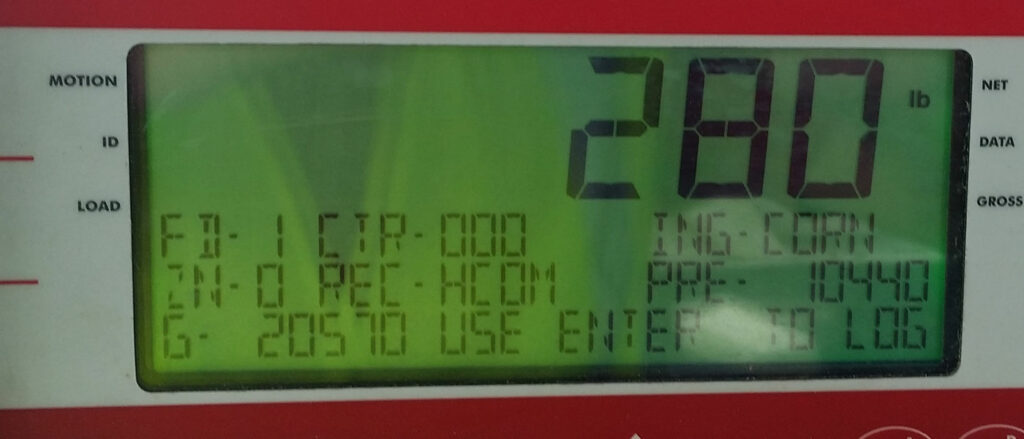 MOTION
ID
LOAD
280 lb
NET
DATA
GROSS
FD- 1 CTR-000 ING-CORN
ZN-0 REC-HCOM PRE- 10440
G- 20570 USE ENTER TO LOG